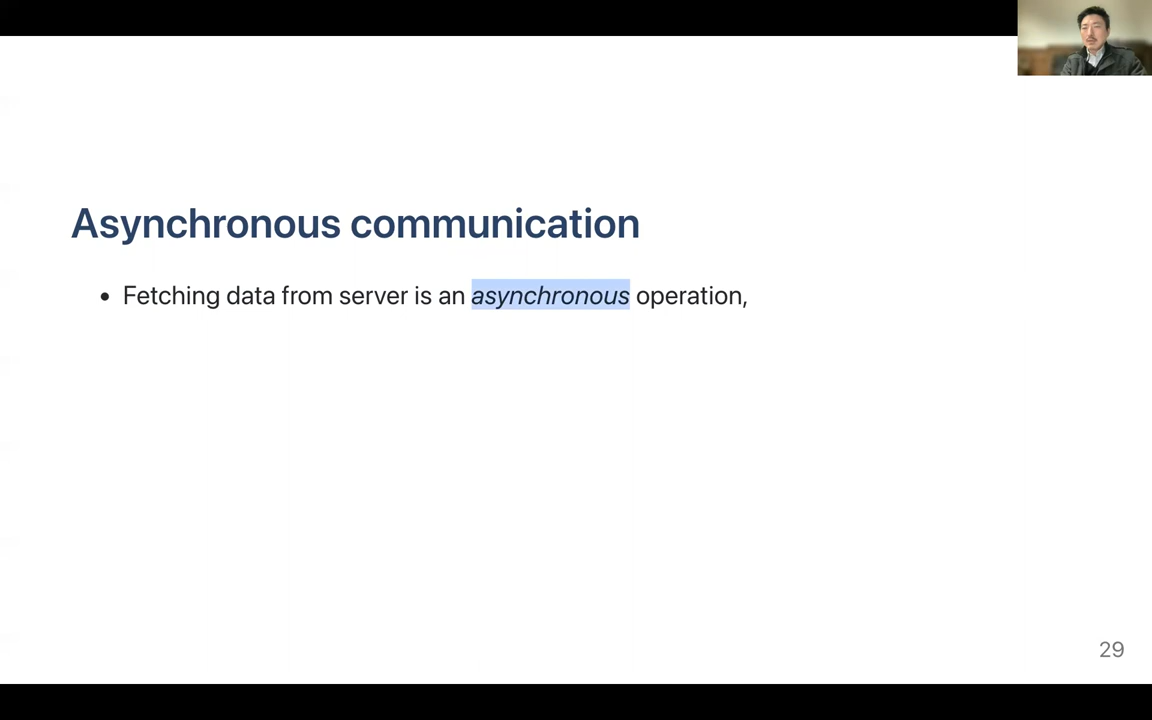 Asynchronous communication
• Fetching data from server is an asynchronous operation,
29